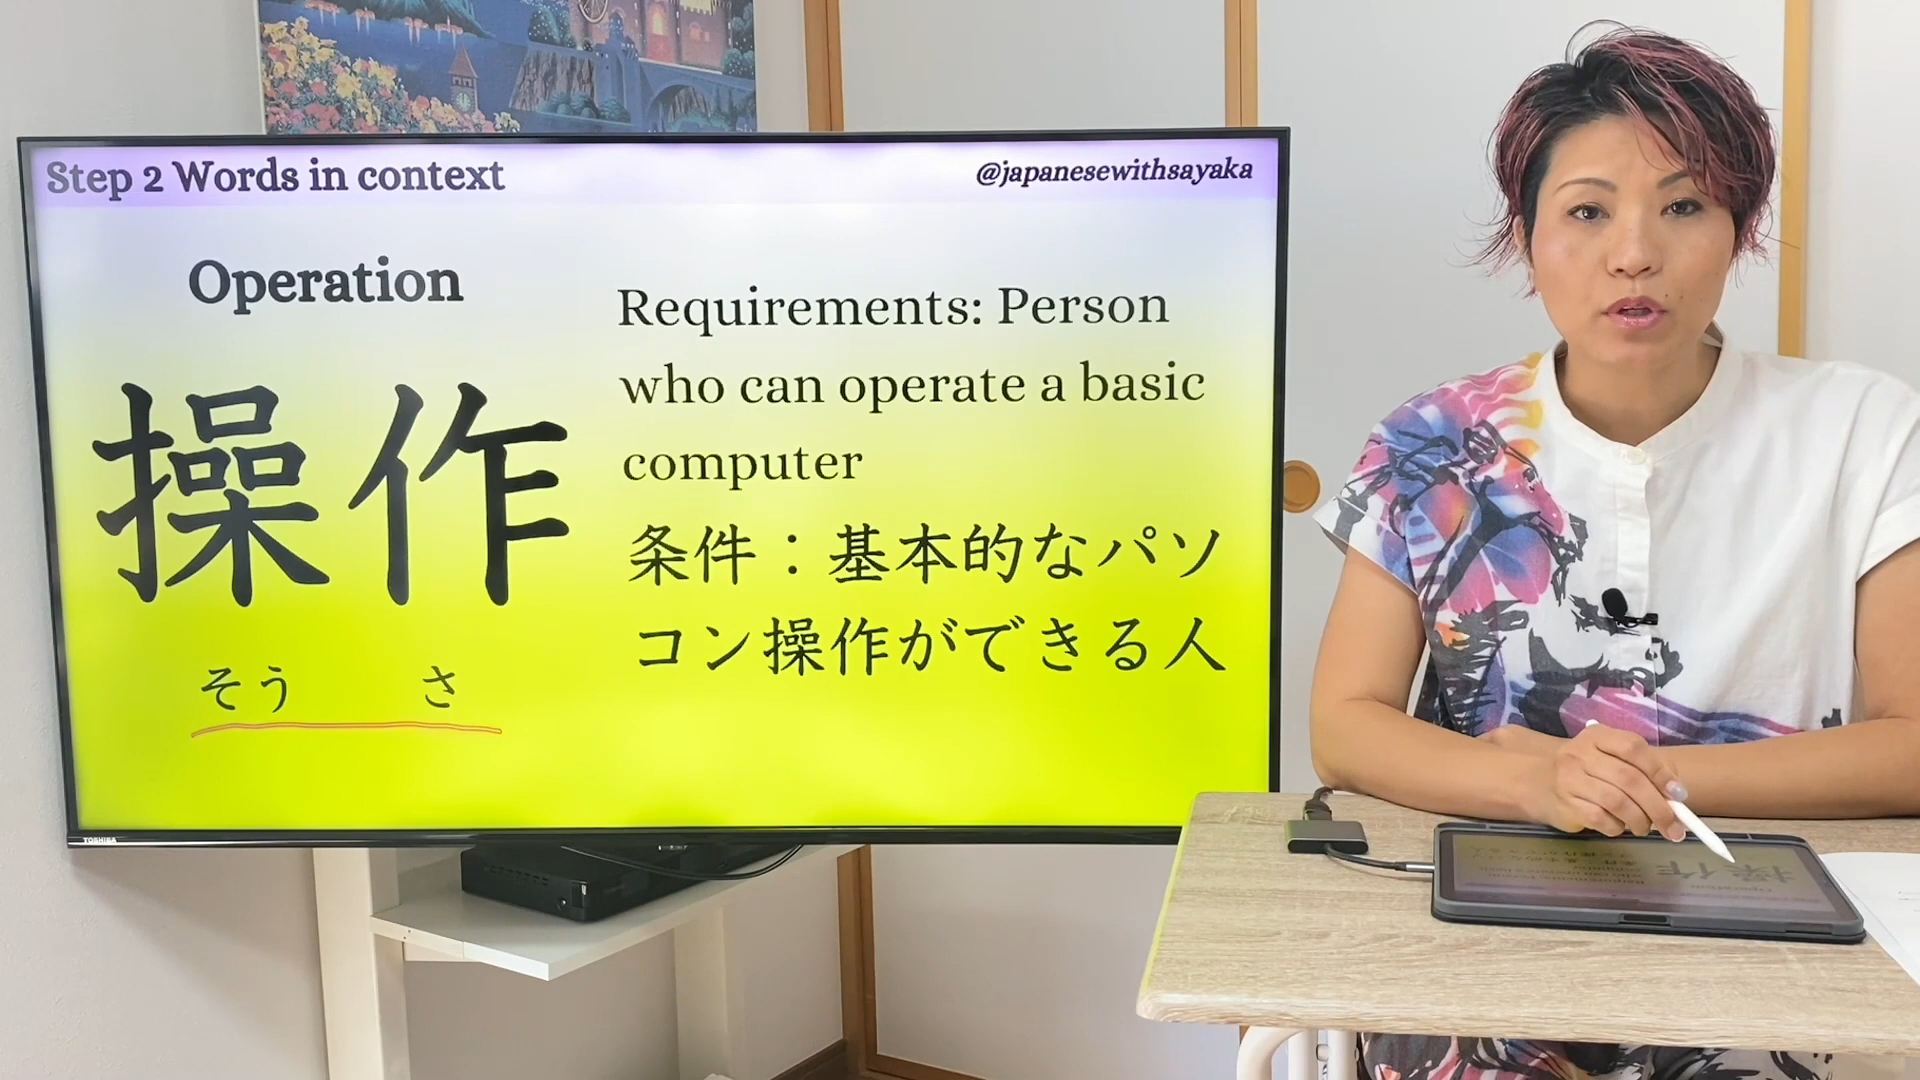 Step 2 Words in context
@japanesewithsayaka
Operation
操作
そう さ
Requirements: Person
who can operate a basic
computer
条件：基本的なパソ
コン操作ができる人
TOSHIBA